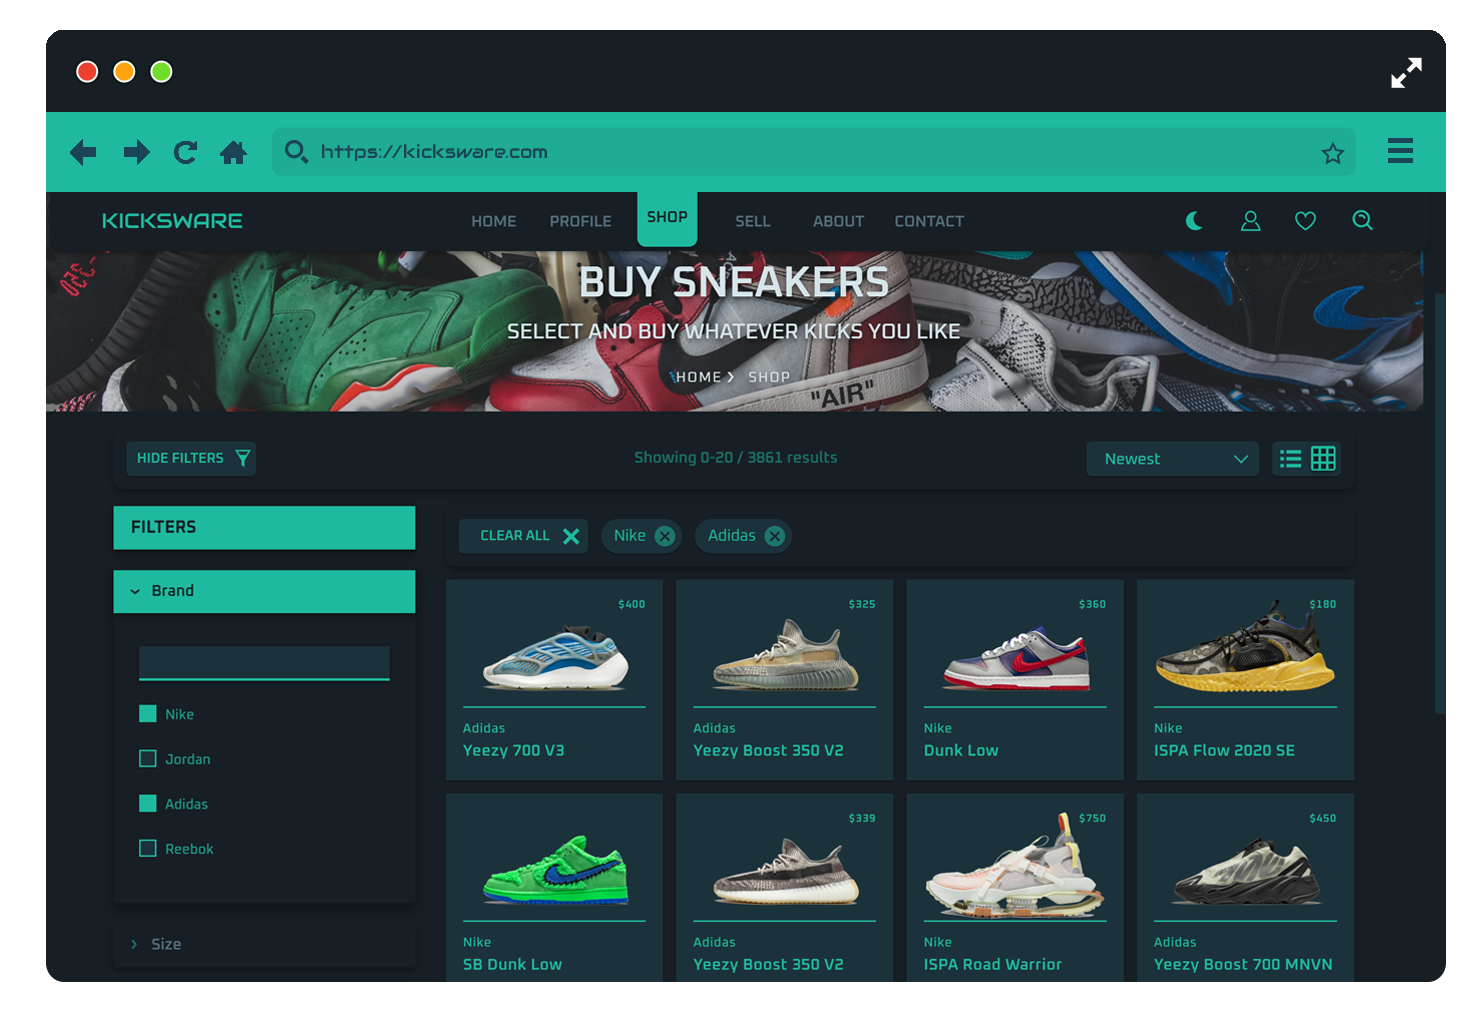 https://kicksware.com
KICKSWARE
HOME PROFILE SHOP SELL ABOUT CONTACT
BUY SNEAKERS
SELECT AND BUY WHATEVER KICKS YOU LIKE
HOME › SHOP
"AIR"
HIDE FILTERS
Showing 0-20 / 3861 results
Newest
FILTERS
CLEAR ALL
Nike
Adidas
Brand
Nike
Jordan
Adidas
Reebok
Size
$400
Adidas
Yeezy 700 V3
$325
Adidas
Yeezy Boost 350 V2
$360
Nike
Dunk Low
$180
Nike
ISPA Flow 2020 SE
Nike
SB Dunk Low
$339
Adidas
Yeezy Boost 350 V2
$750
Nike
ISPA Road Warrior
$450
Adidas
Yeezy Boost 700 MNVN